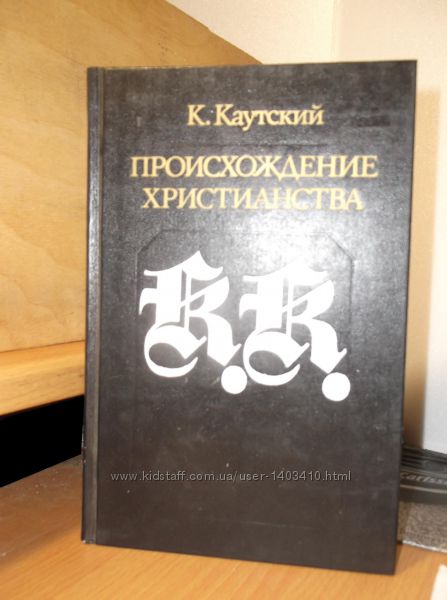 К. Каутский
ПРОИСХОЖДЕНИЕ
ХРИСТИАНСТВА
K.K.
www.kidstaff.com.ua/user-1403410.html